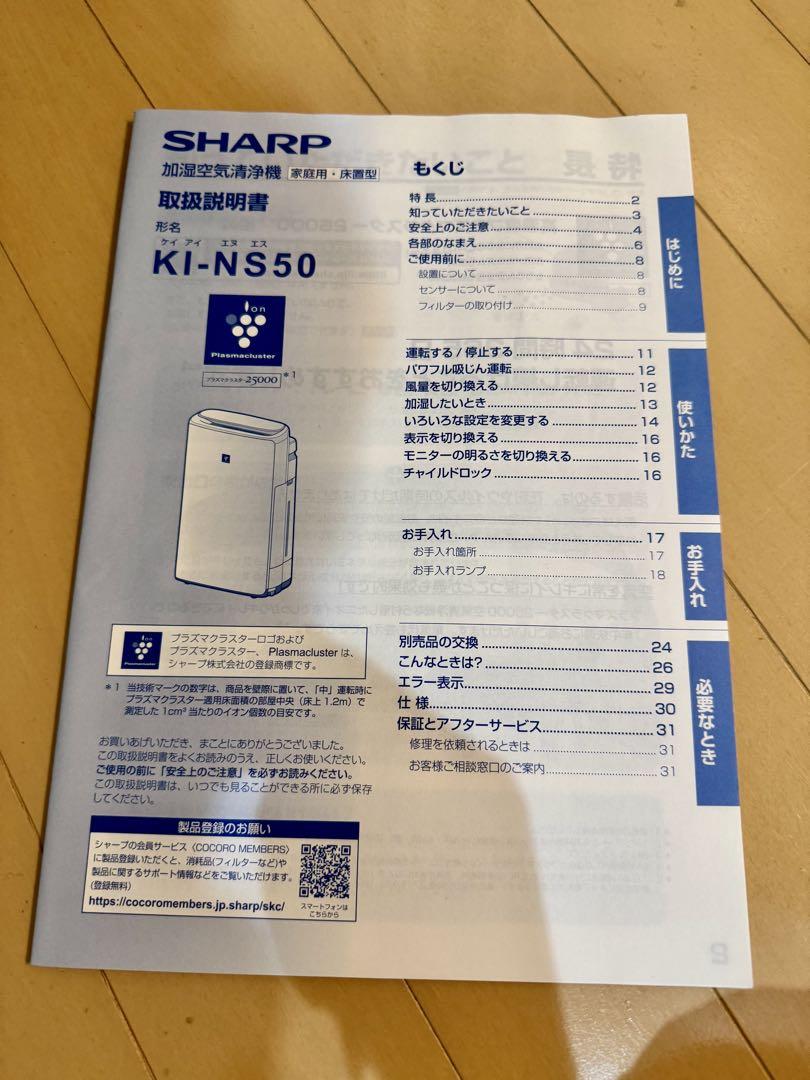 SHARP
加湿空気清浄機 家庭用・床置型
取扱説明書
形名
ケイ アイ エヌ エス
KI-NS50
Ion
Plasmacluster
プラズマクラスター25000 *1
Ion
Plasmacluster
プラズマクラスターロゴおよび
プラズマクラスター、Plasmacluster は、
シャープ株式会社の登録商標です。
*1 当技術マークの数字は、商品を壁際に置いて、「中」運転時に
プラズマクラスター適用床面積の部屋中央（床上 1.2m）で
測定した 1cm³ 当たりのイオン個数の目安です。
お買いあげいただき、まことにありがとうございました。
この取扱説明書をよくお読みのうえ、正しくお使いください。
ご使用の前に「安全上のご注意」を必ずお読みください。
この取扱説明書は、いつでも見ることができる所に必ず保存
してください。
製品登録のお願い
シャープの会員サービス〈COCORO MEMBERS〉
に製品登録いただくと、消耗品(フィルターなど)や
製品に関するサポート情報などをご覧いただけます。
(登録無料)
https://cocoromembers.jp.sharp/skc/
スマートフォンは
こちらから
もくじ
特長 2
知っていただきたいこと 3
安全上のご注意 4
各部のなまえ 6
ご使用前に 8
設置について 8
センサーについて 8
フィルターの取り付け 9
はじめに
運転する / 停止する 11
パワフル吸じん運転 12
風量を切り換える 12
加湿したいとき 13
いろいろな設定を変更する 14
表示を切り換える 16
モニターの明るさを切り換える 16
チャイルドロック 16
使いかた
お手入れ 17
お手入れ箇所 17
お手入れランプ 18
お手入れ
別売品の交換 24
こんなときは? 26
エラー表示 29
仕様 30
保証とアフターサービス 31
修理を依頼されるときは 31
お客様ご相談窓口のご案内 31
必要なとき